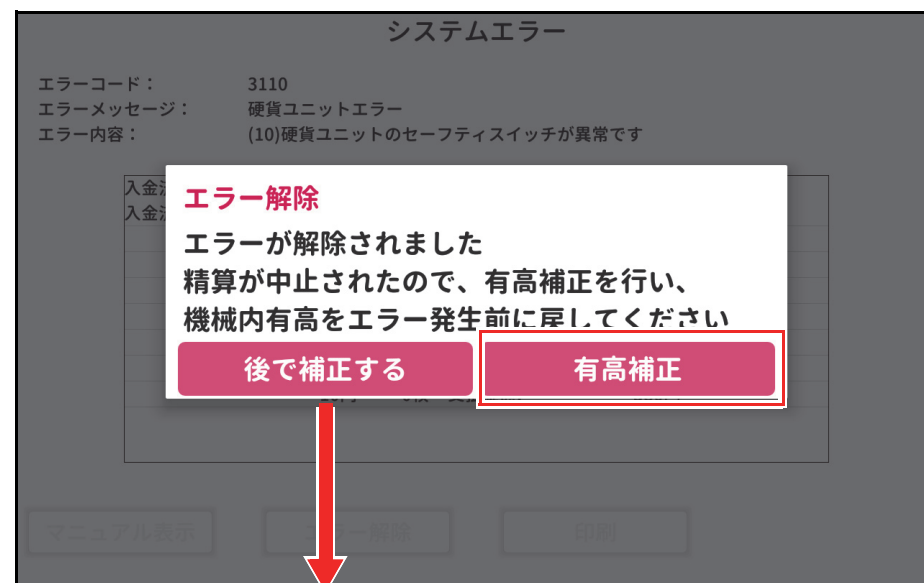 システムエラー
エラーコード： 3110
エラーメッセージ： 硬貨ユニットエラー
エラー内容： (10)硬貨ユニットのセーフティスイッチが異常です
入金
入金
エラー解除
エラーが解除されました
精算が中止されたので、有高補正を行い、
機械内有高をエラー発生前に戻してください
後で補正する 有高補正
マニュアル表示 エラー解除 印刷